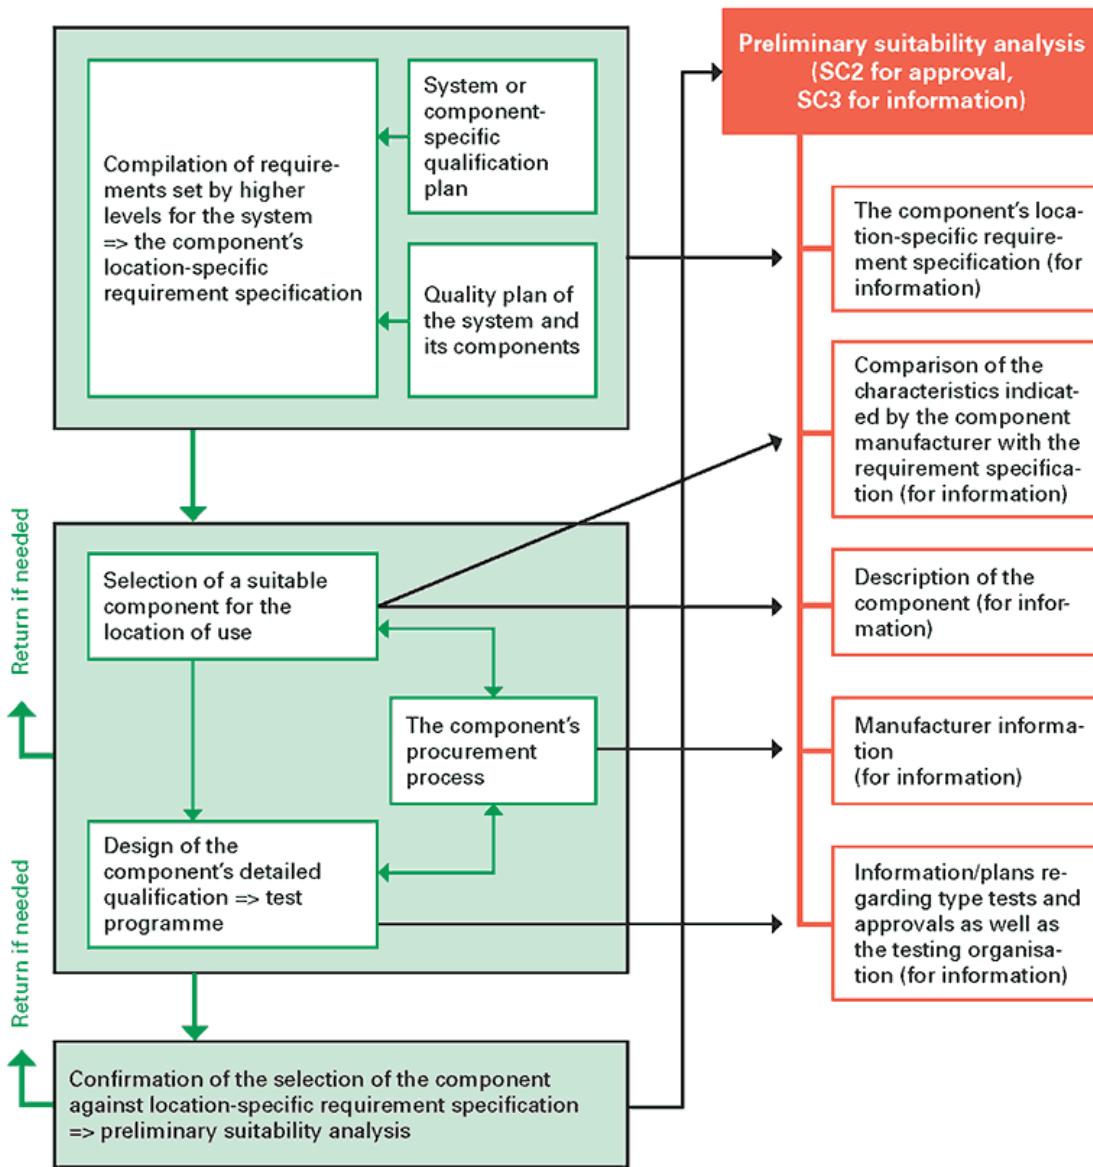 Preliminary suitability analysis
(SC2 for approval,
SC3 for information)
System or
component-
specific
qualification
plan
Compilation of require-
ments set by higher
levels for the system
=> the component's
location-specific
requirement specification
Quality plan of
the system and
its components
The component's loca-
tion-specific require-
ment specification (for
information)
Comparison of the
characteristics indicat-
ed by the component
manufacturer with the
requirement specifica-
tion (for information)
Return if needed
Selection of a suitable
component for the
location of use
Description of the
component (for infor-
mation)
The component's
procurement
process
Manufacturer informa-
tion
(for information)
Return if needed
Design of the
component's detailed
qualification => test
programme
Information/plans re-
garding type tests and
approvals as well as
the testing organisa-
tion (for information)
Confirmation of the selection of the component
against location-specific requirement specification
=> preliminary suitability analysis